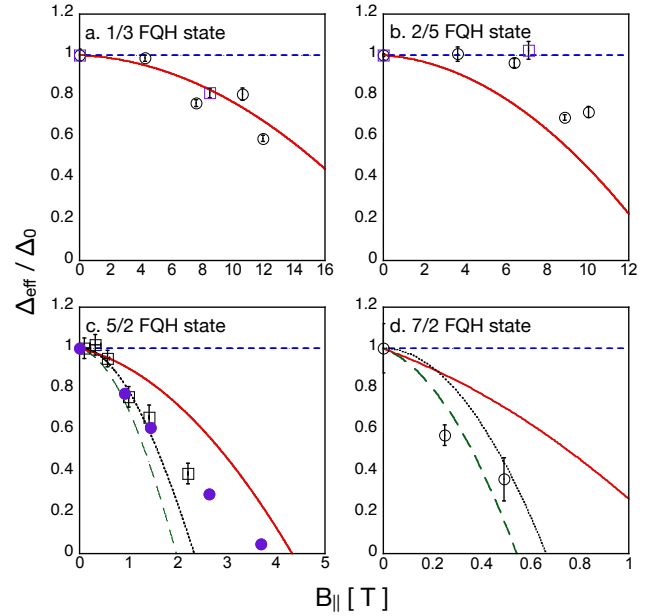 a. 1/3 FQH state
1.2
1
0.8
0.6
0.4
0.2
0
0 2 4 6 8 10 12 14 16
b. 2/5 FQH state
1.2
1
0.8
0.6
0.4
0.2
0
0 2 4 6 8 10 12
Δeff / Δ0
c. 5/2 FQH state
1.2
1
0.8
0.6
0.4
0.2
0
0 1 2 3 4 5
d. 7/2 FQH state
1.2
1
0.8
0.6
0.4
0.2
0
0 0.2 0.4 0.6 0.8 1
B|| [ T ]